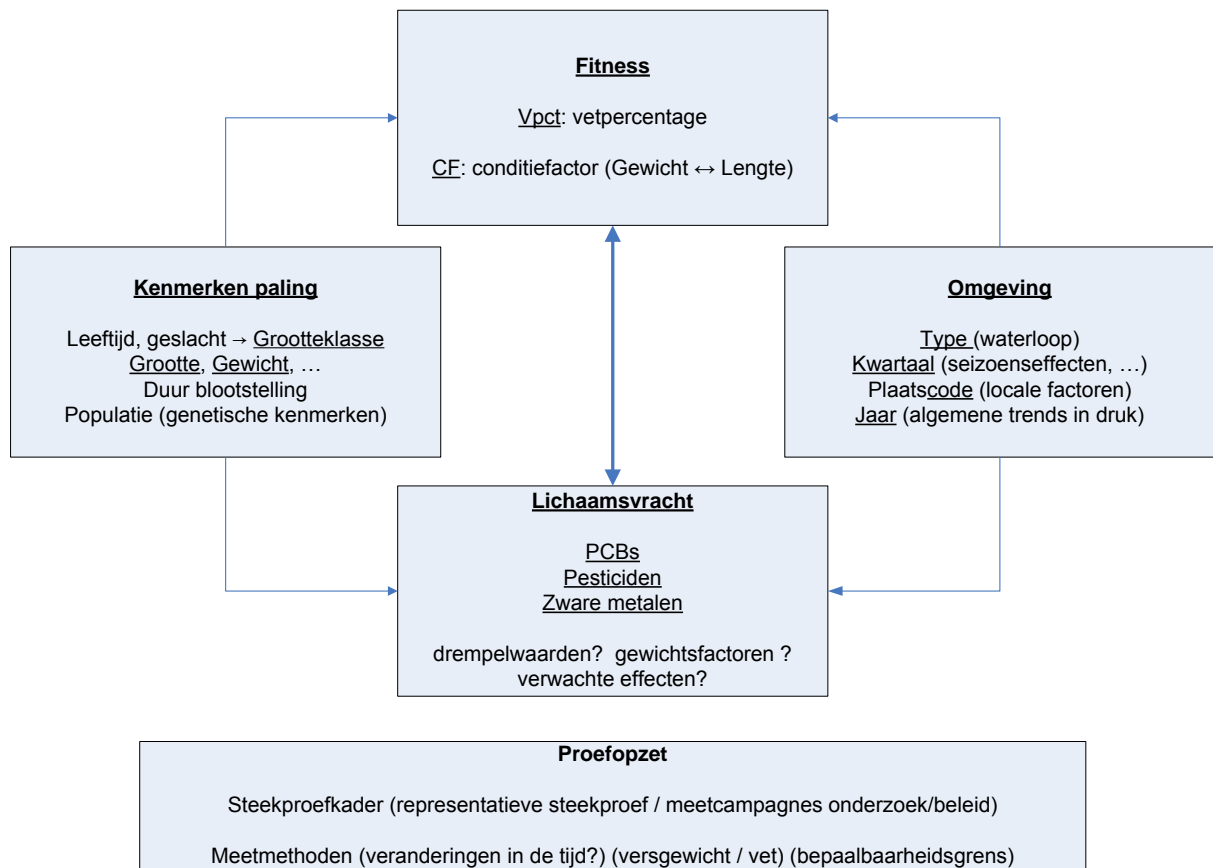 Fitness
Vpct: vetpercentage
CF: conditiefactor (Gewicht ↔ Lengte)
Kenmerken paling
Leeftijd, geslacht → Grootteklasse
Grootte, Gewicht, …
Duur blootstelling
Populatie (genetische kenmerken)
Omgeving
Type (waterloop)
Kwartaal (seizoenseffecten, …)
Plaatscode (locale factoren)
Jaar (algemene trends in druk)
Lichaamsvracht
PCBs
Pesticiden
Zware metalen
drempelwaarden? gewichtsfactoren ?
verwachte effecten?
Proefopzet
Steekproefkader (representatieve steekproef / meetcampagnes onderzoek/beleid)
Meetmethoden (veranderingen in de tijd?) (versgewicht / vet) (bepaalbaarheidsgrens)